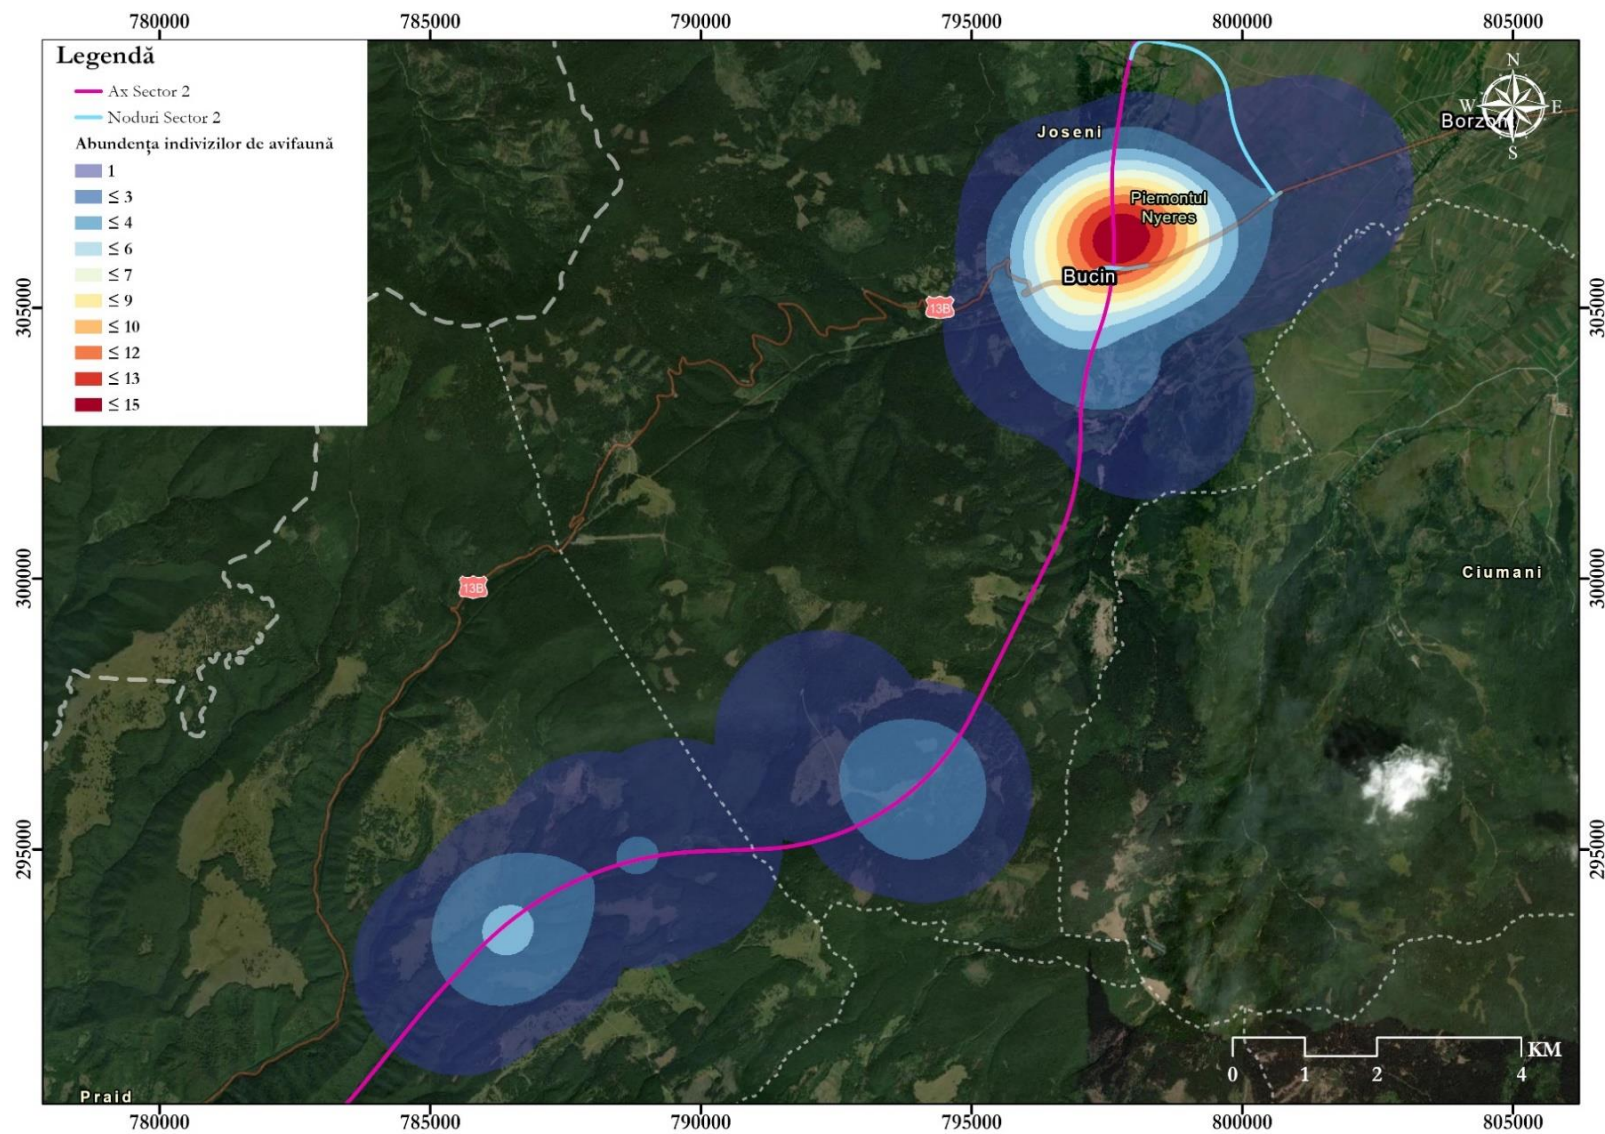 780000 785000 790000 795000 800000 805000
Legendă
Ax Sector 2
Noduri Sector 2
Abundența indivizilor de avifaună
1
≤ 3
≤ 4
≤ 6
≤ 7
≤ 9
≤ 10
≤ 12
≤ 13
≤ 15
N
W E
S
Borzont
Joseni
Piemontul
Nyeres
Bucin
13B
305000 305000
13B
300000 300000
Ciumani
295000 295000
Praid
KM
0 1 2 4
780000 785000 790000 795000 800000 805000